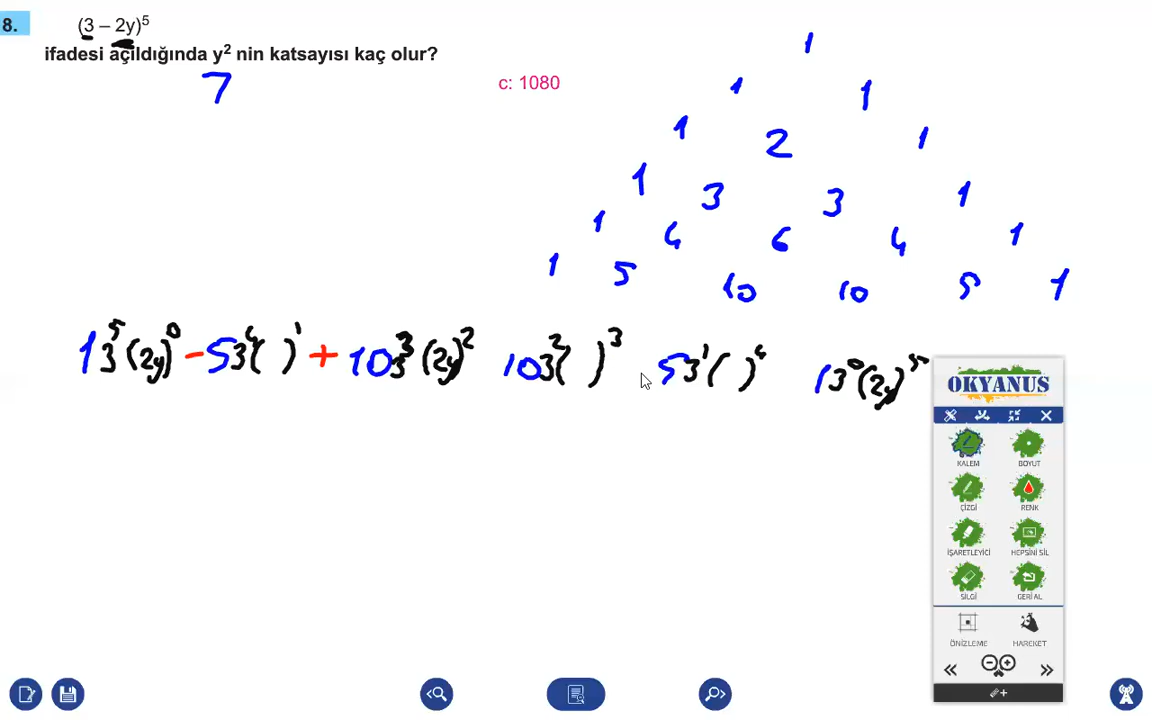 8. (3 – 2y)⁵
ifadesi açıldığında y² nin katsayısı kaç olur?
7
c: 1080
1
1 1
1 2 1
1 3 3 1
1 4 6 4 1
1 5 10 10 5 1
1 3⁵ (2y)⁰ - 5 3⁴ ( )¹ + 10 3³ (2y)² 10 3² ( )³ 5 3¹ ( )⁴ 1 3⁰ (2y)⁵
OKYANUS
KALEM BOYUT
ÇİZGİ RENK
İŞARETLEYİCİ HEPSİNİ SİL
SİLGİ GERİ AL
ÖNİZLEME HAREKET